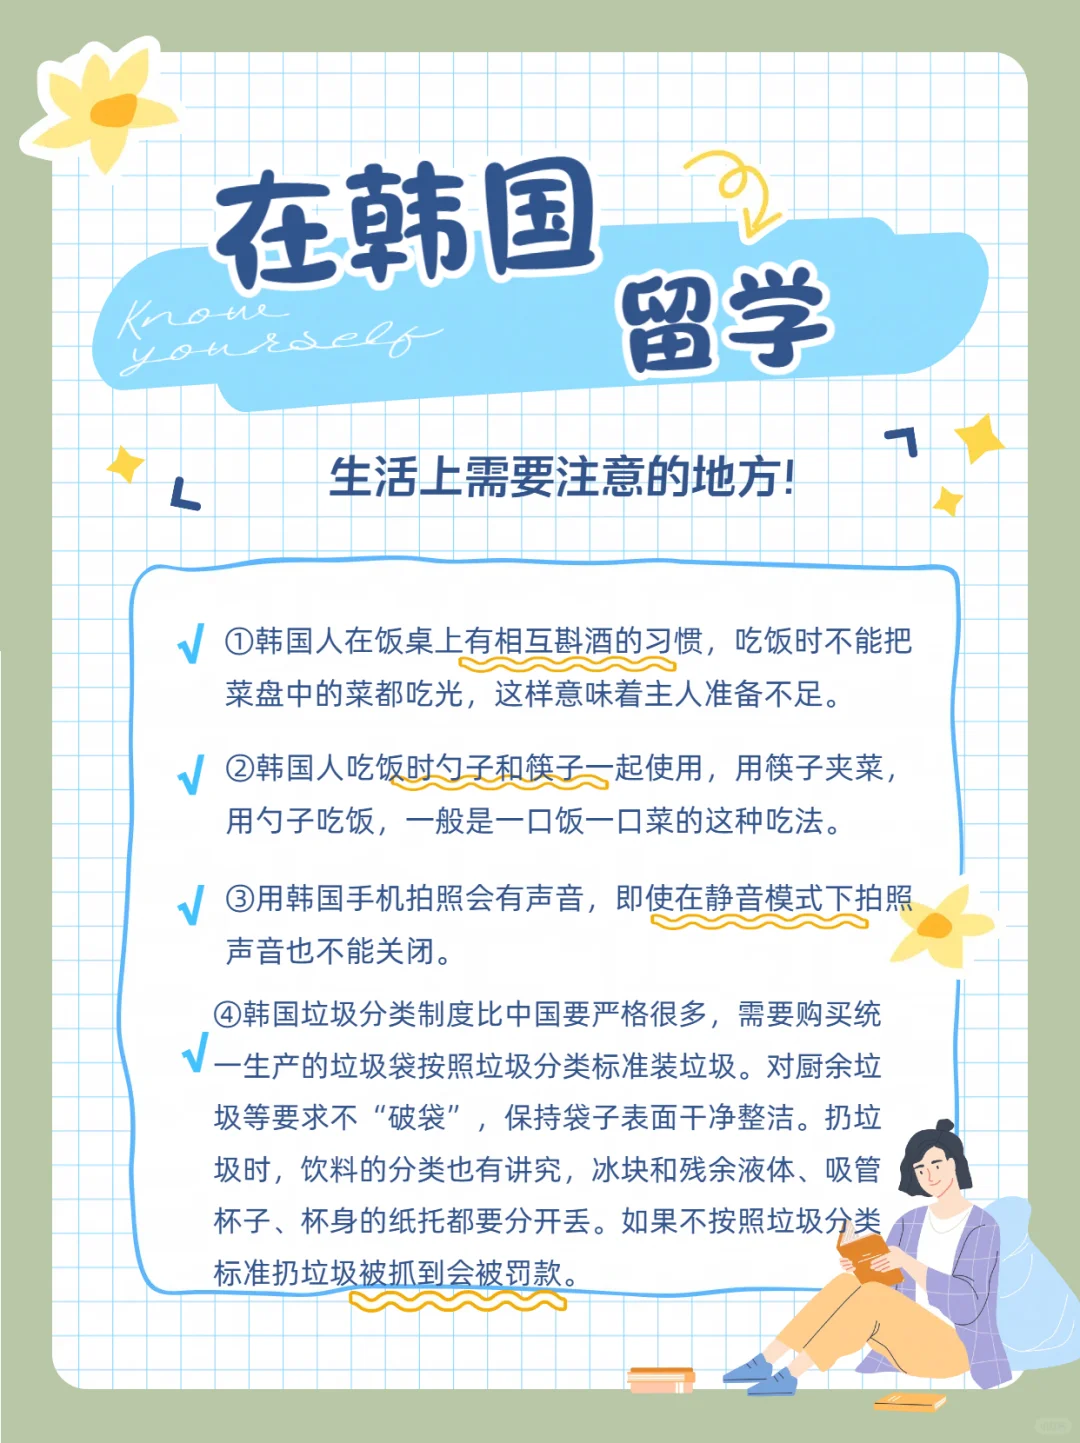 在韩国
留学
Know
yourself
生活上需要注意的地方!
√ ①韩国人在饭桌上有相互斟酒的习惯，吃饭时不能把
菜盘中的菜都吃光，这样意味着主人准备不足。
√ ②韩国人吃饭时勺子和筷子一起使用，用筷子夹菜，
用勺子吃饭，一般是一口饭一口菜的这种吃法。
√ ③用韩国手机拍照会有声音，即使在静音模式下拍照
声音也不能关闭。
④韩国垃圾分类制度比中国要严格很多，需要购买统
√ 一生产的垃圾袋按照垃圾分类标准装垃圾。对厨余垃
圾等要求不“破袋”，保持袋子表面干净整洁。扔垃
圾时，饮料的分类也有讲究，冰块和残余液体、吸管
杯子、杯身的纸托都要分开丢。如果不按照垃圾分类
标准扔垃圾被抓到会被罚款。